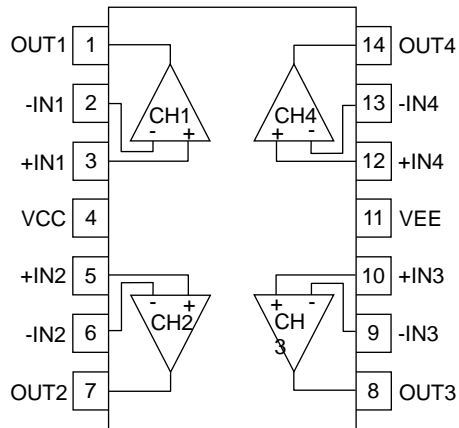 OUT1 1 14 OUT4
-IN1 2 CH1 CH4 13 -IN4
- + + -
+IN1 3 12 +IN4
VCC 4 11 VEE
+IN2 5 10 +IN3
- + + -
CH2 CH
3
-IN2 6 9 -IN3
OUT2 7 8 OUT3